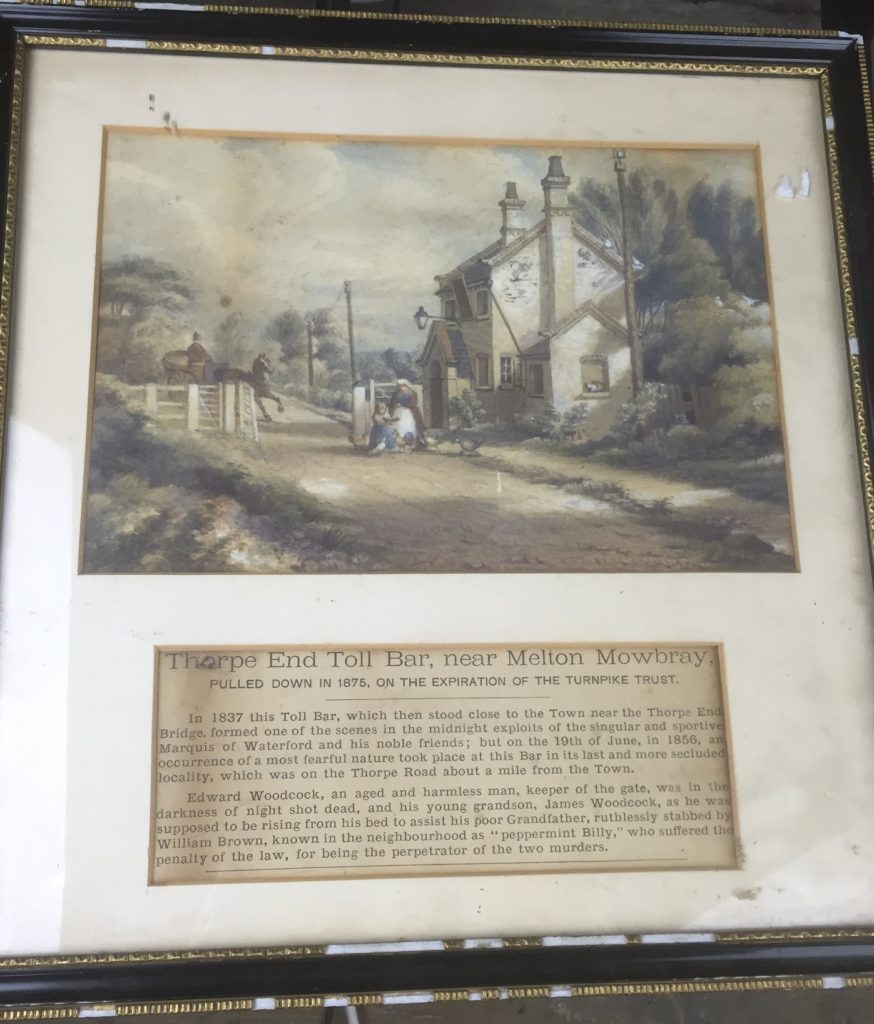 Thorpe End Toll Bar, near Melton Mowbray,
PULLED DOWN IN 1875, ON THE EXPIRATION OF THE TURNPIKE TRUST.
In 1837 this Toll Bar, which then stood close to the Town near the Thorpe End
Bridge, formed one of the scenes in the midnight exploits of the singular and sportive
Marquis of Waterford and his noble friends; but on the 19th of June, in 1856, an
occurrence of a most fearful nature took place at this Bar in its last and more secluded
locality, which was on the Thorpe Road about a mile from the Town.
Edward Woodcock, an aged and harmless man, keeper of the gate, was in the
darkness of night shot dead, and his young grandson, James Woodcock, as he was
supposed to be rising from his bed to assist his poor Grandfather, ruthlessly stabbed by
William Brown, known in the neighbourhood as "peppermint Billy," who suffered the
penalty of the law, for being the perpetrator of the two murders.